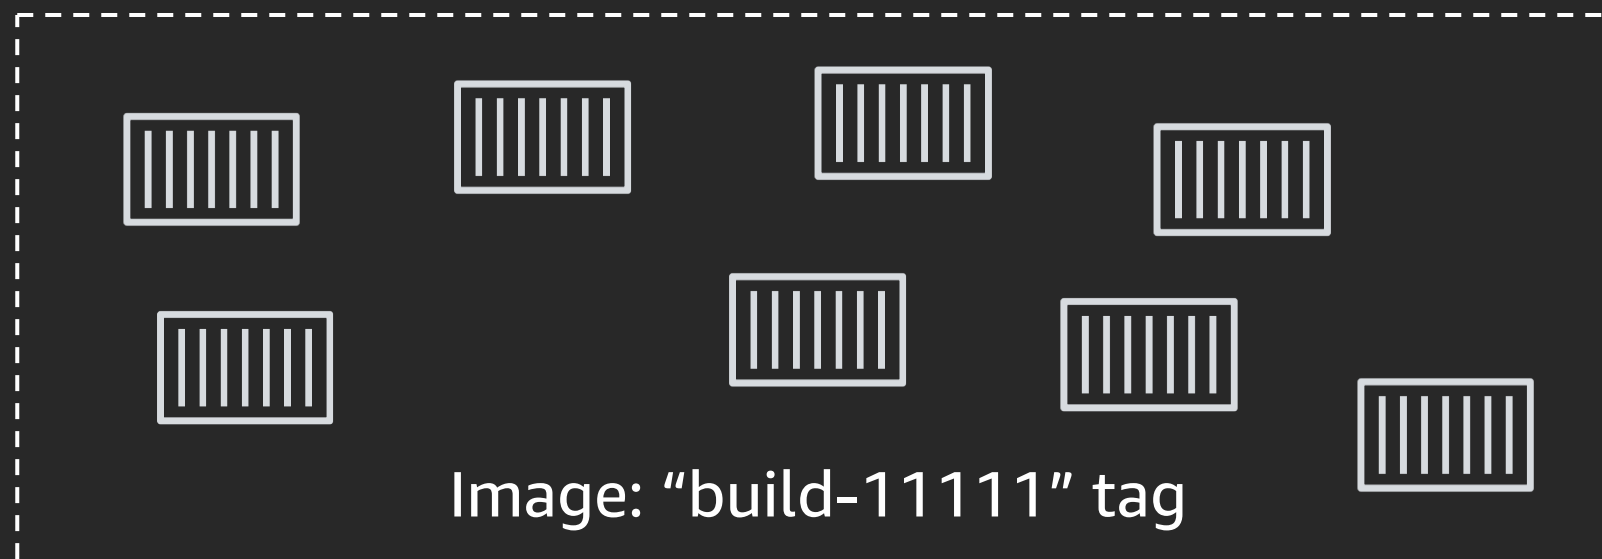 Image: “build-11111” tag